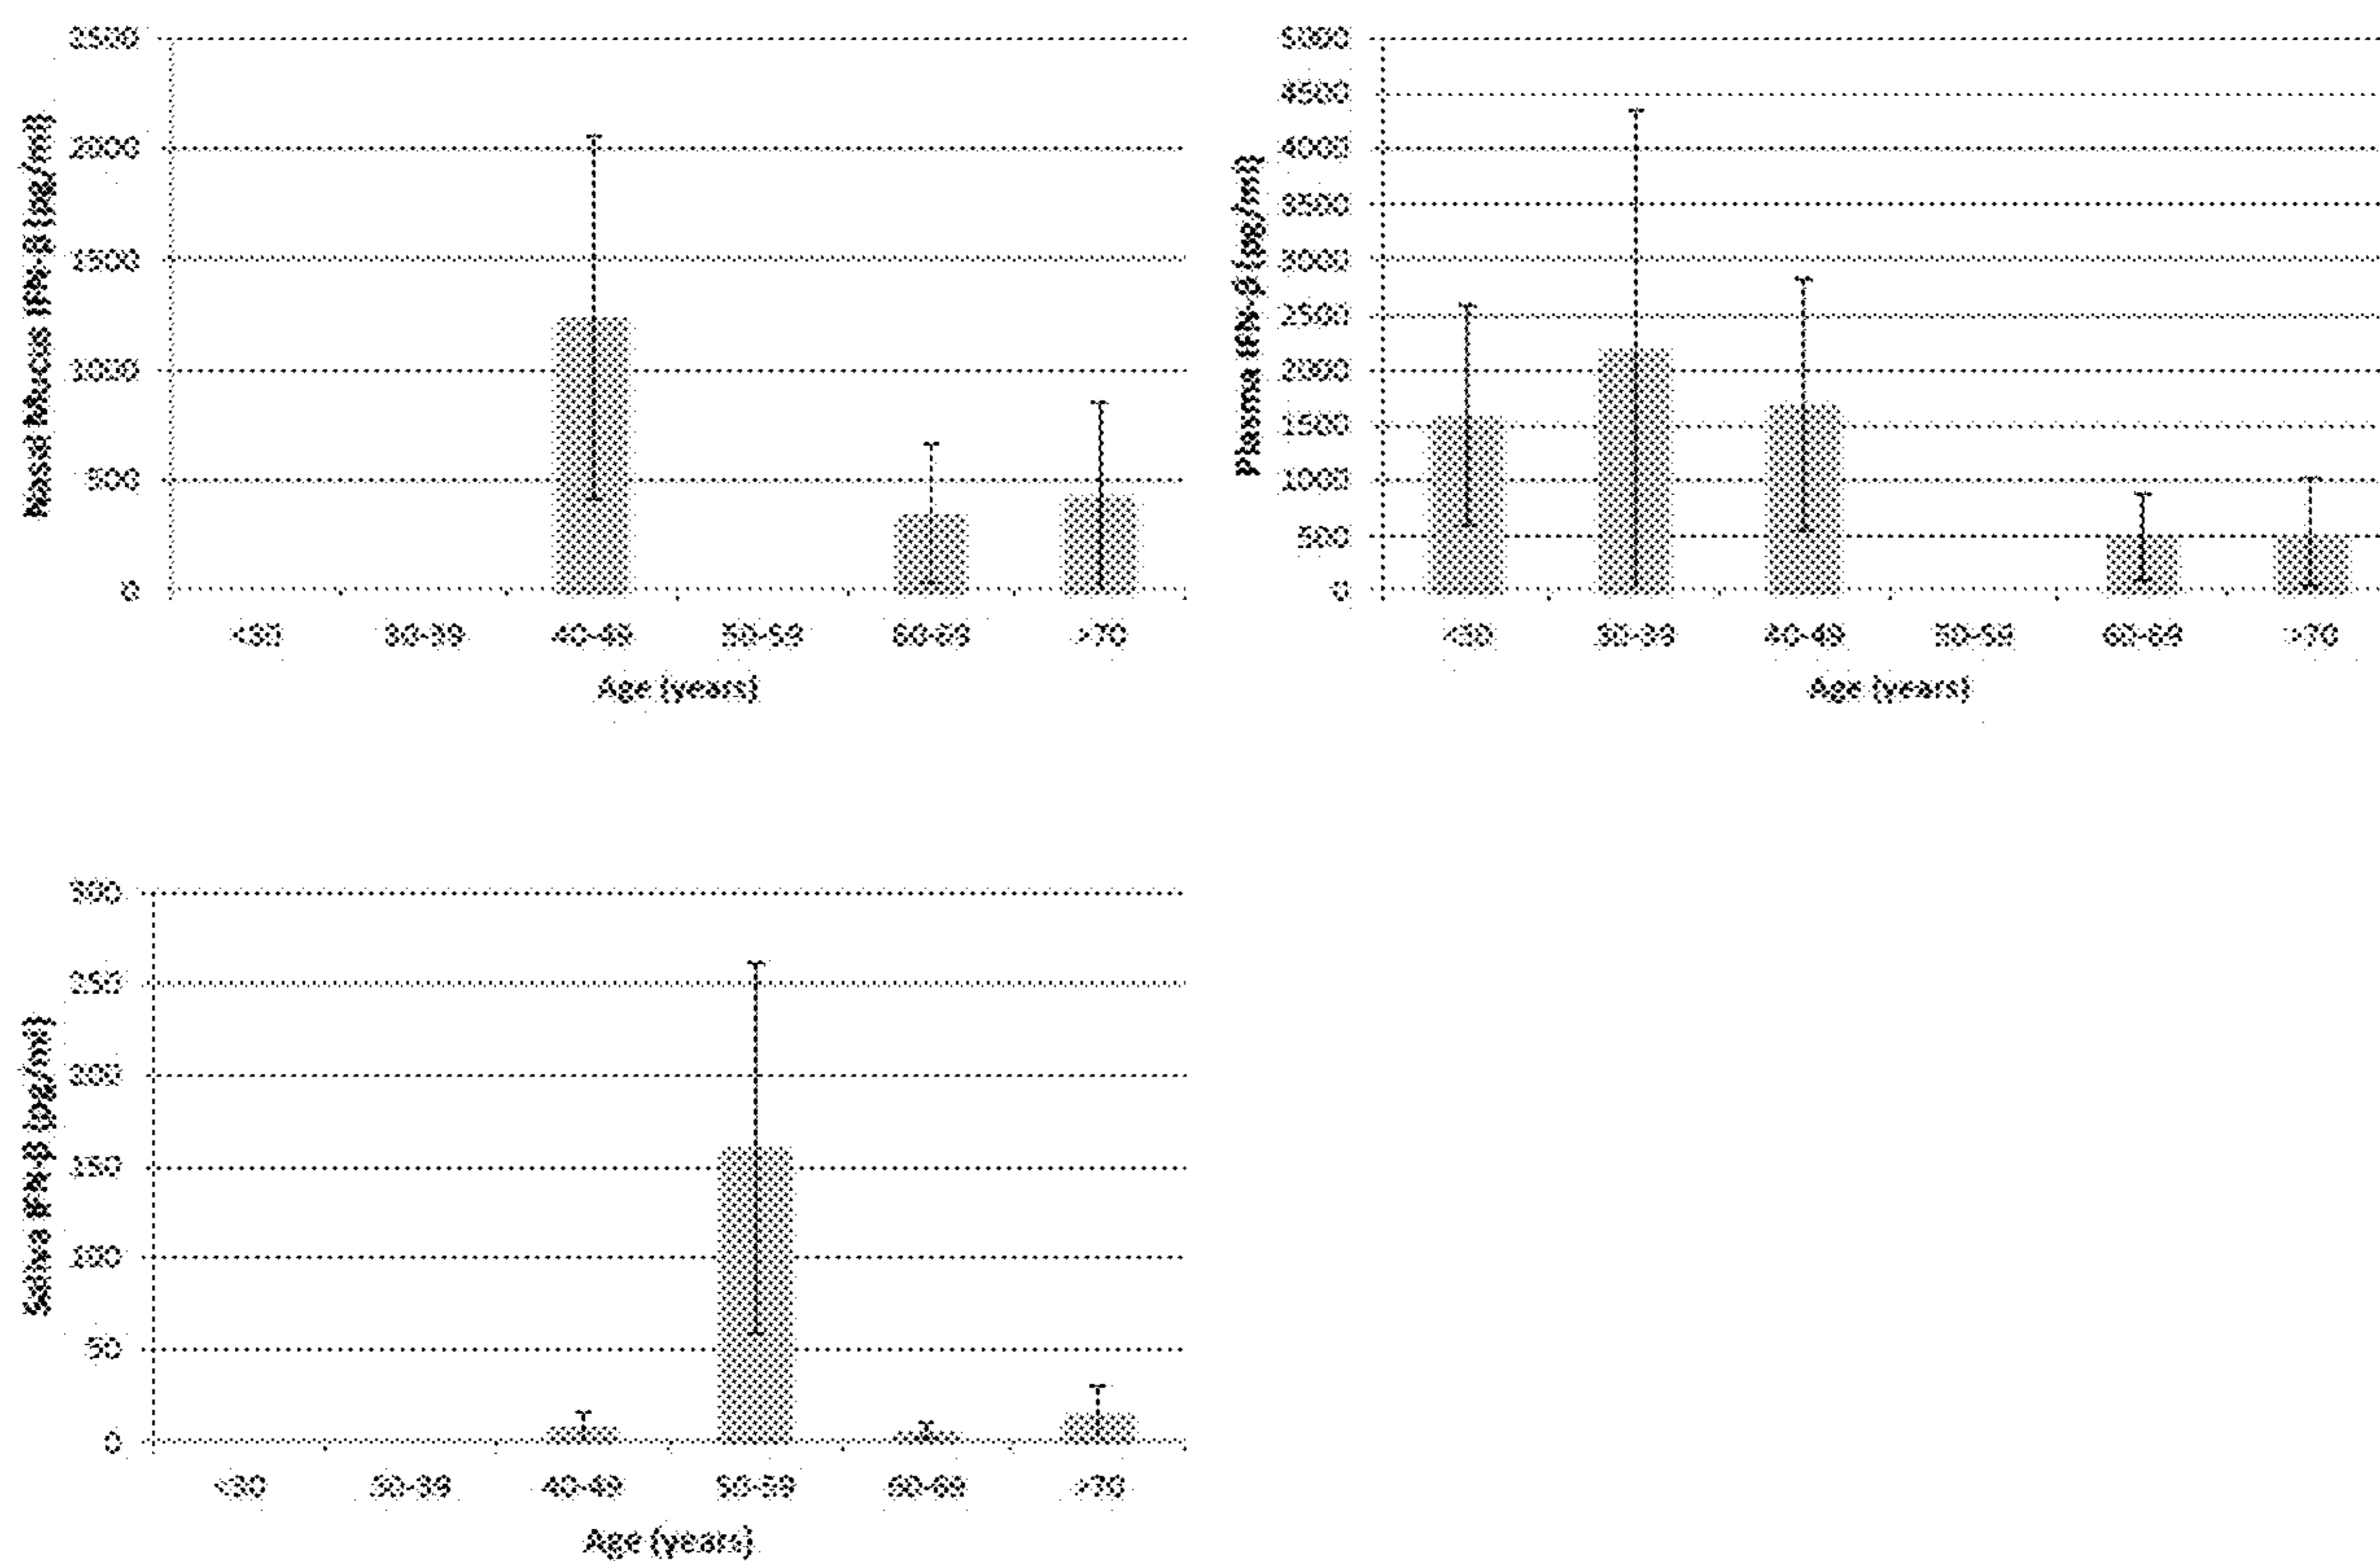 Nasal Mucus IFN-β (pg/ml)
2500
2000
1500
1000
500
0
<30 30-39 40-49 50-59 60-69 >70
Age (years)
Plasma IFN-β (pg/ml)
5000
4500
4000
3500
3000
2500
2000
1500
1000
500
0
<30 30-39 40-49 50-59 60-69 >70
Age (years)
Saliva IFN-β (pg/ml)
300
250
200
150
100
50
0
<30 30-39 40-49 50-59 60-69 >70
Age (years)